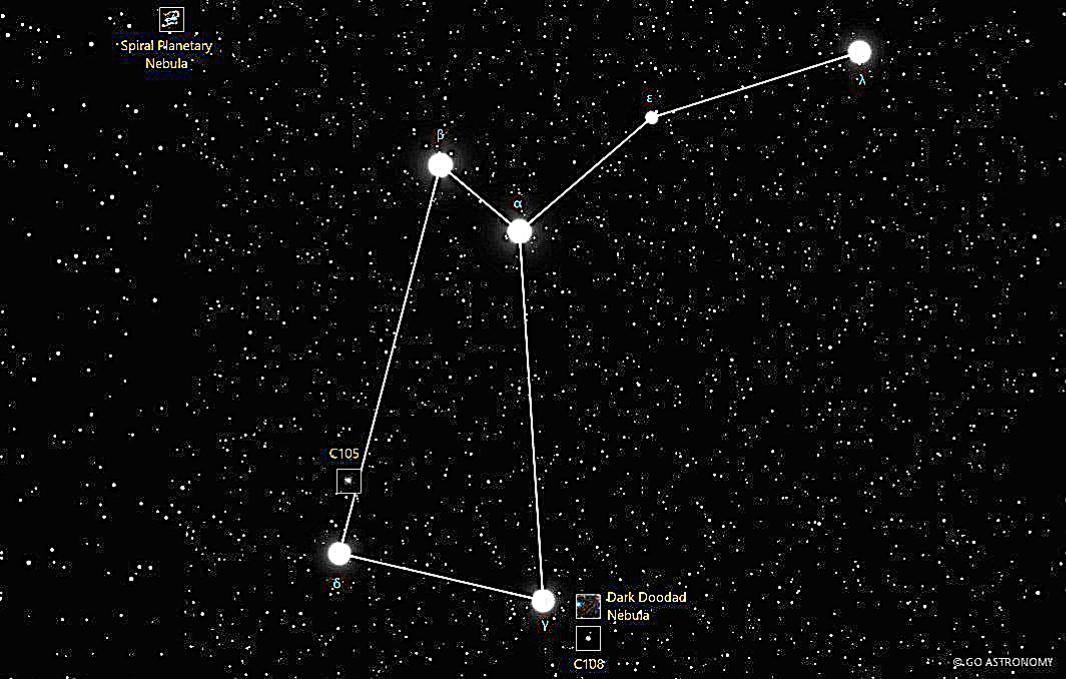 Spiral Planetary
Nebula
λ
ε
β
α
C105
δ
Dark Doodad
Nebula
γ
C108
© GO ASTRONOMY